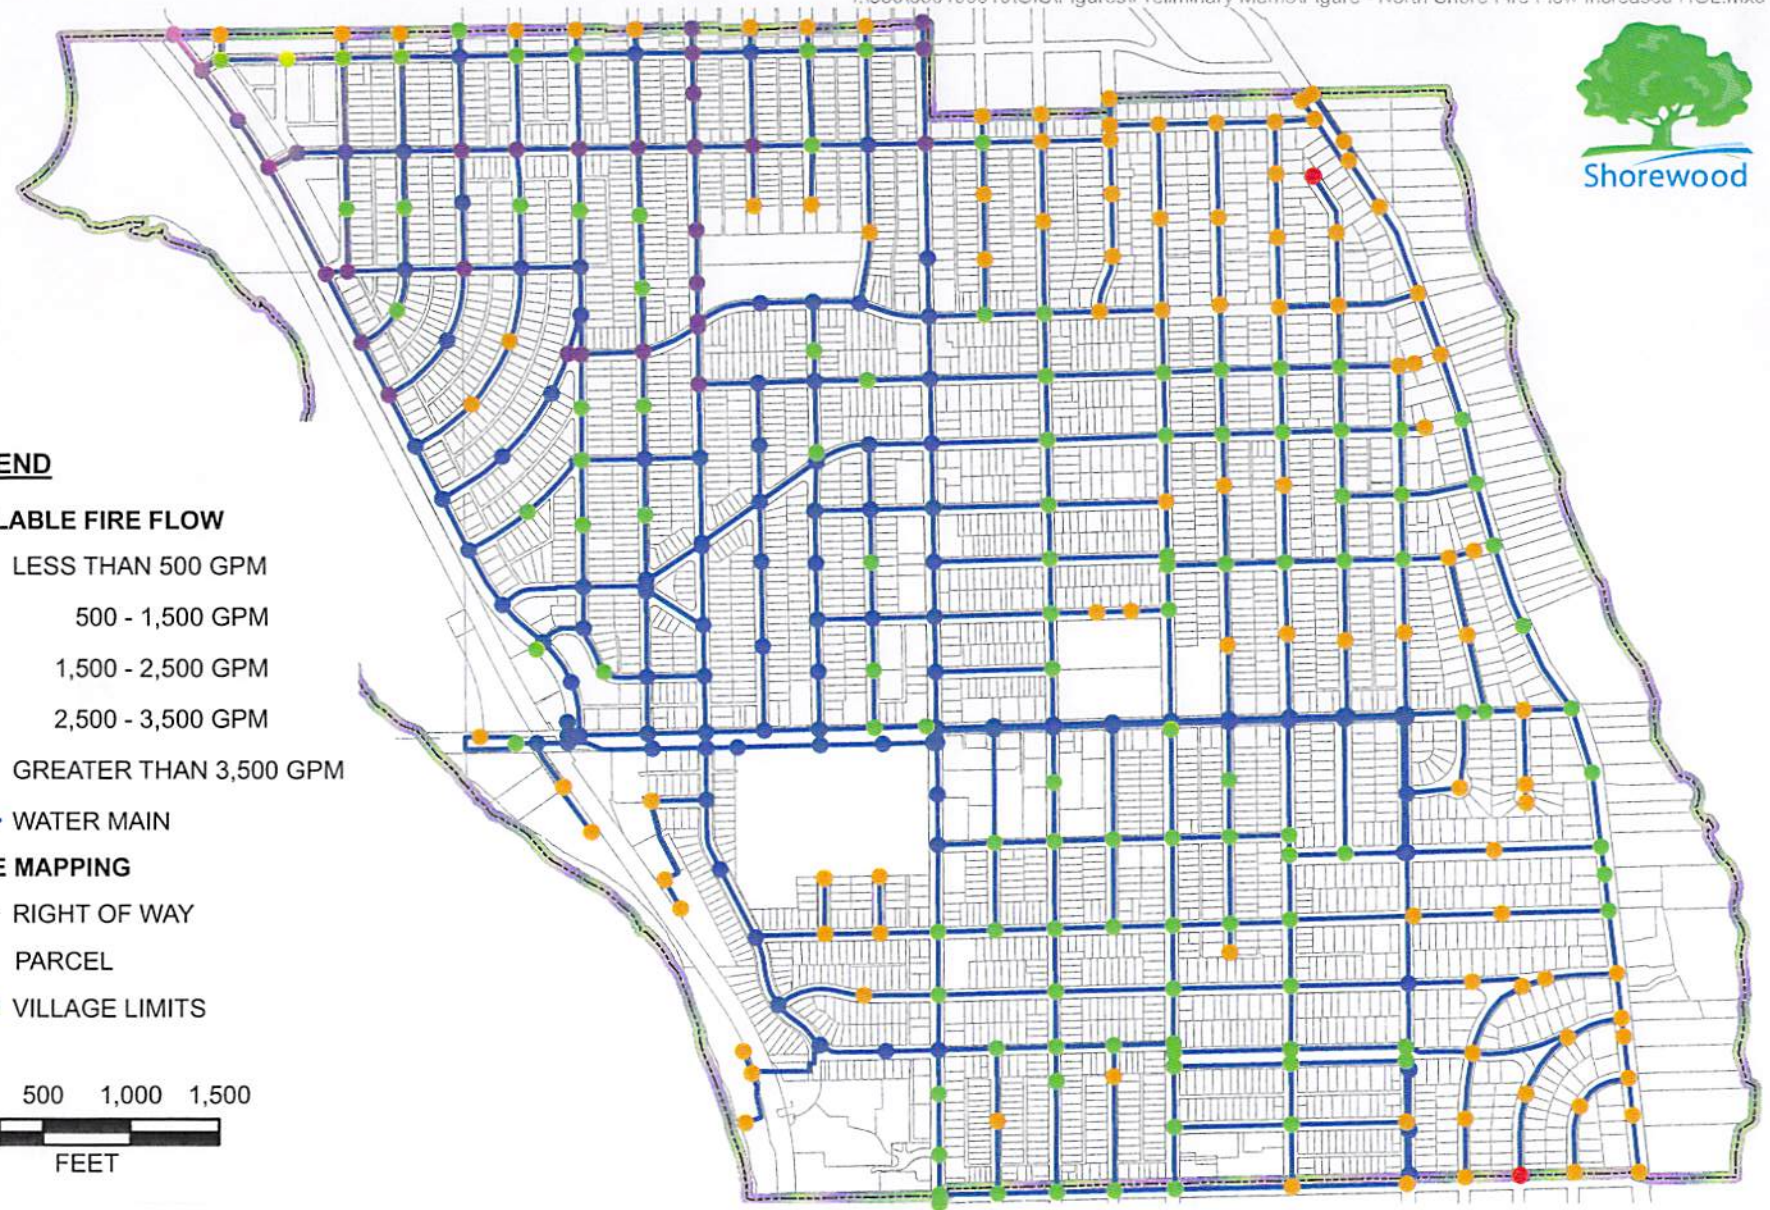 Shorewood
END
LABLE FIRE FLOW
LESS THAN 500 GPM
500 - 1,500 GPM
1,500 - 2,500 GPM
2,500 - 3,500 GPM
GREATER THAN 3,500 GPM
WATER MAIN
E MAPPING
RIGHT OF WAY
PARCEL
VILLAGE LIMITS
500 1,000 1,500
FEET